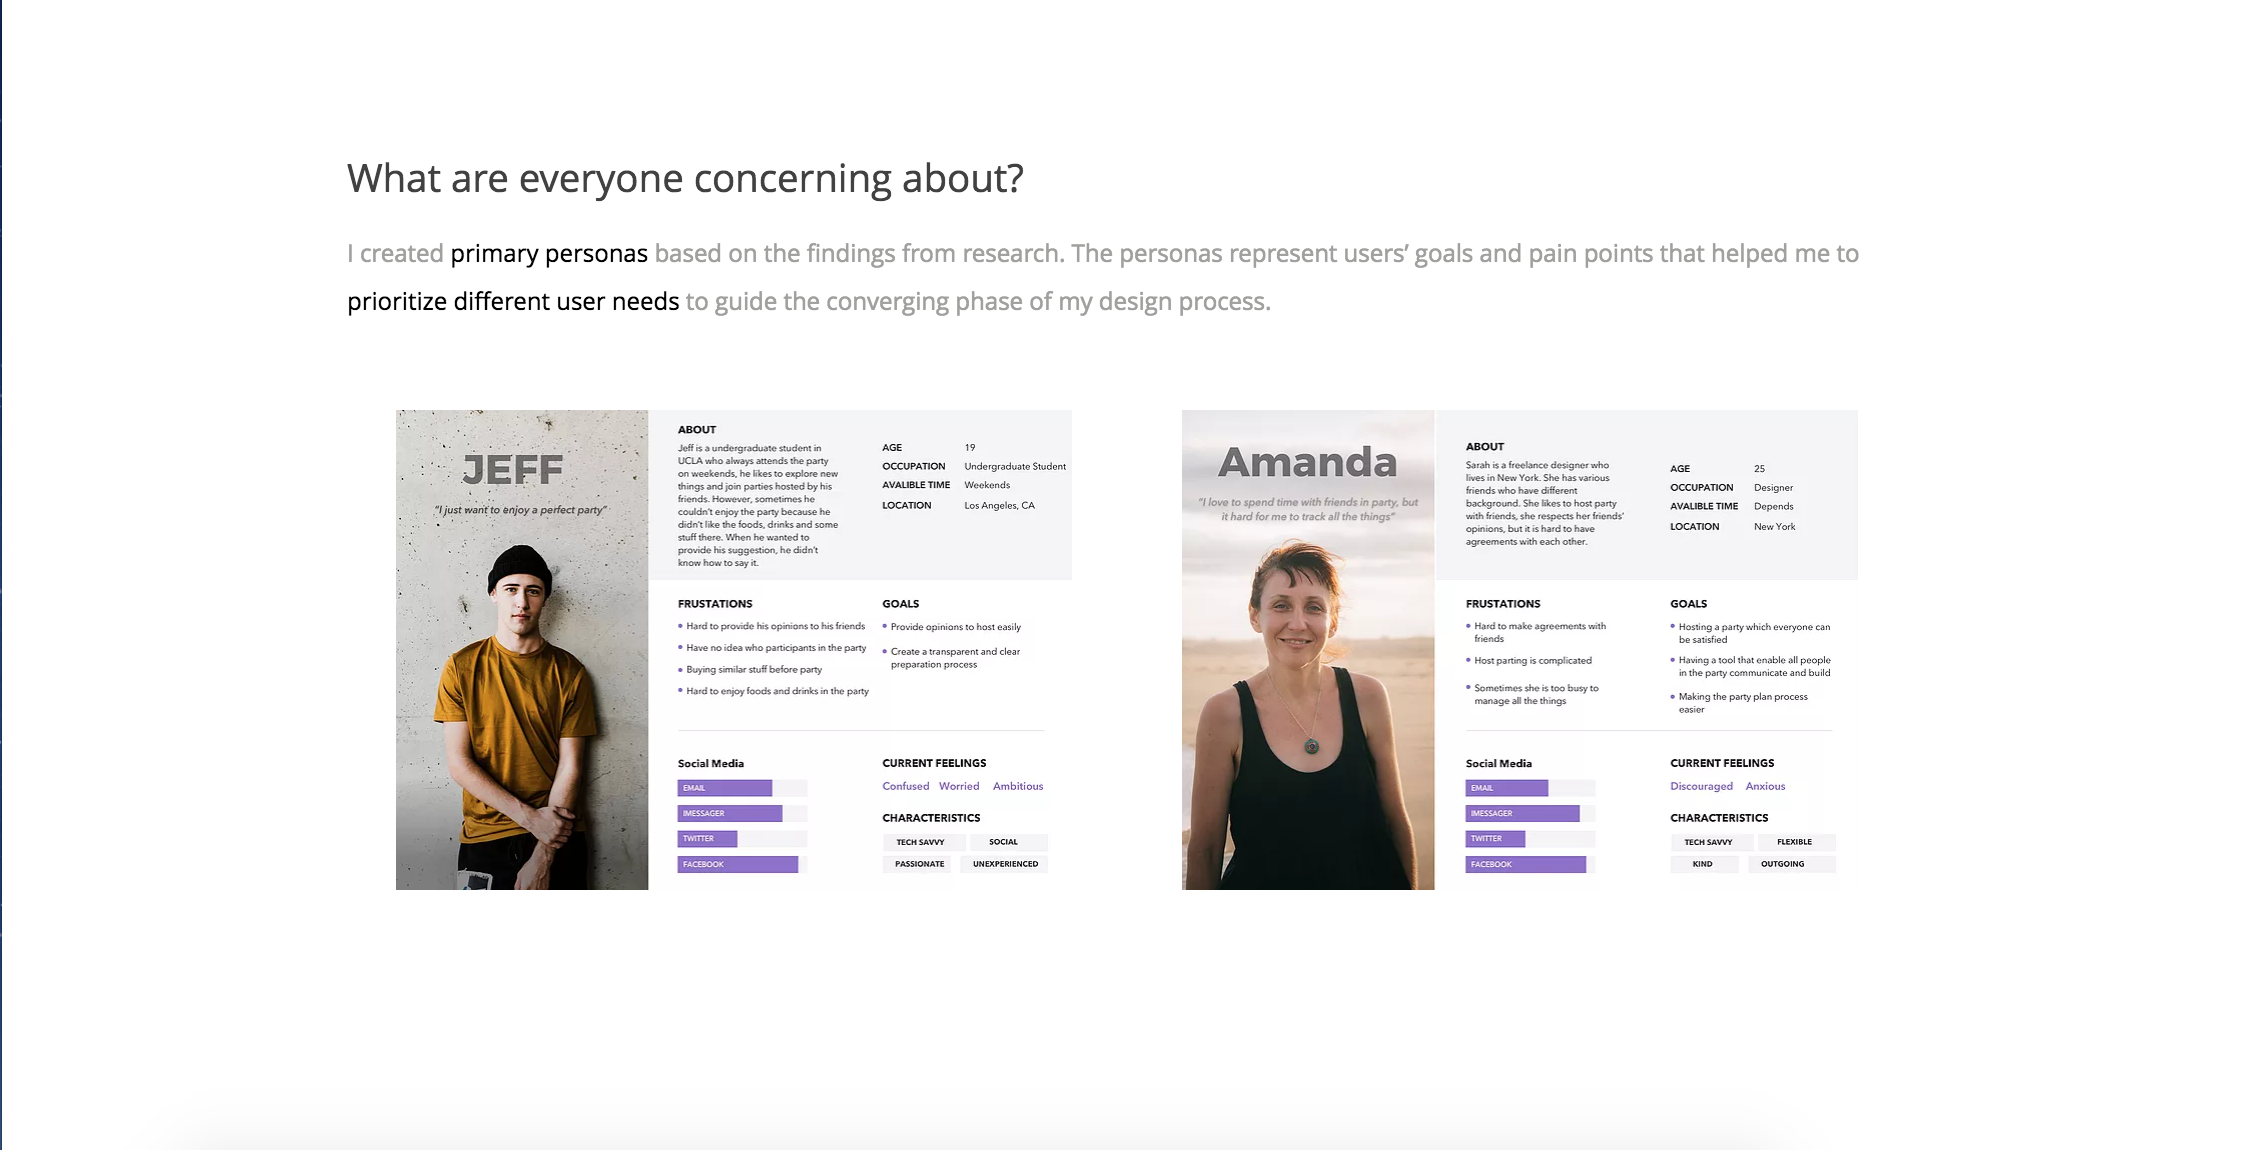 What are everyone concerning about?
I created primary personas based on the findings from research. The personas represent users’ goals and pain points that helped me to
prioritize different user needs to guide the converging phase of my design process.
JEFF
“I just want to enjoy a perfect party”
ABOUT
Jeff is a undergraduate student in
UCLA who always attends the party
on weekends, he likes to explore new
things and join parties hosted by his
friends. However, sometimes he
couldn’t enjoy the party because he
didn’t like the foods, drinks and some
stuff there. When he wanted to
provide his suggestion, he didn’t
know how to say it.
AGE 19
OCCUPATION Undergraduate Student
AVALIBLE TIME Weekends
LOCATION Los Angeles, CA
FRUSTATIONS
Hard to provide his opinions to his friends
Have no idea who participants in the party
Buying similar stuff before party
Hard to enjoy foods and drinks in the party
GOALS
Provide opinions to host easily
Create a transparent and clear
preparation process
Social Media
EMAIL
IMESSAGER
TWITTER
FACEBOOK
CURRENT FEELINGS
Confused Worried Ambitious
CHARACTERISTICS
TECH SAVVY SOCIAL
PASSIONATE UNEXPERIENCED
Amanda
“I love to spend time with friends in party, but
it hard for me to track all the things”
ABOUT
Sarah is a freelance designer who
lives in New York. She has various
friends who have different
background. She likes to host party
with friends, she respects her friends’
opinions, but it is hard to have
agreements with each other.
AGE 25
OCCUPATION Designer
AVALIBLE TIME Depends
LOCATION New York
FRUSTATIONS
Hard to make agreements with
friends
Host parting is complicated
Sometimes she is too busy to
manage all the things
GOALS
Hosting a party which everyone can
be satisfied
Having a tool that enable all people
in the party communicate and build
Making the party plan process
easier
Social Media
EMAIL
IMESSAGER
TWITTER
FACEBOOK
CURRENT FEELINGS
Discouraged Anxious
CHARACTERISTICS
TECH SAVVY FLEXIBLE
KIND OUTGOING